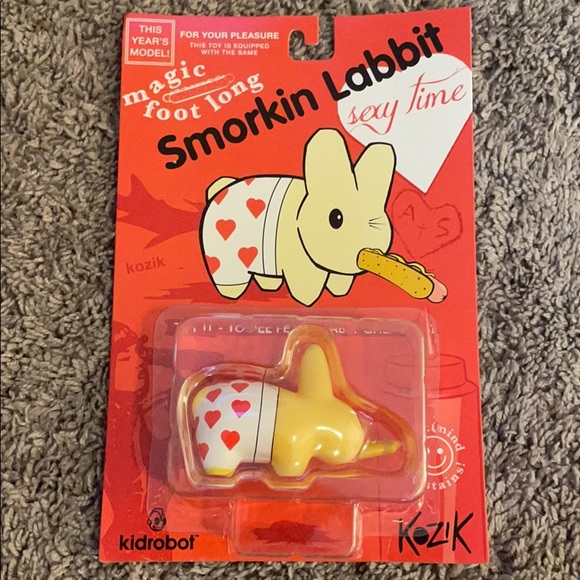 THIS
YEAR'S
MODEL!
FOR YOUR PLEASURE
THIS TOY IS EQUIPPED
WITH THE SAME
magic
foot long
Smorkin Labbit
sexy time
A + S
kozik
kidrobot
KOZIK